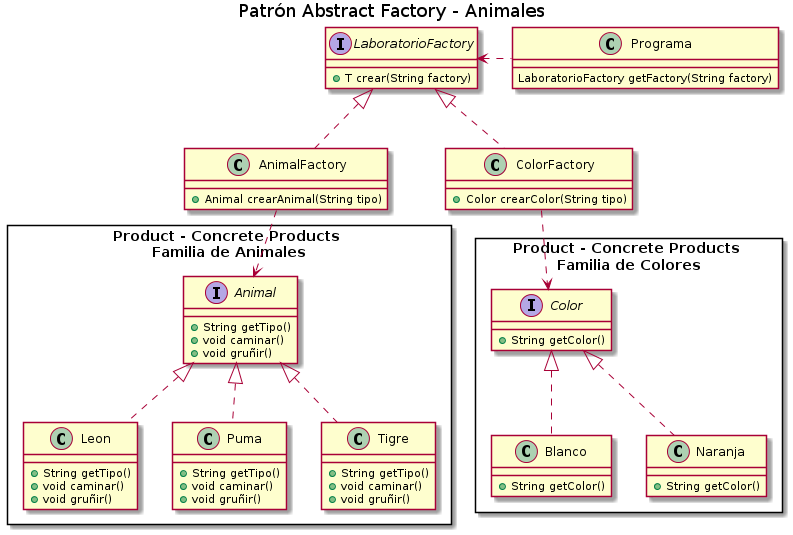 Patrón Abstract Factory - Animales
I LaboratorioFactory
T crear(String factory)
C Programa
LaboratorioFactory getFactory(String factory)
C AnimalFactory
Animal crearAnimal(String tipo)
C ColorFactory
Color crearColor(String tipo)
Product - Concrete Products
Familia de Animales
I Animal
String getTipo()
void caminar()
void gruñir()
C Leon
String getTipo()
void caminar()
void gruñir()
C Puma
String getTipo()
void caminar()
void gruñir()
C Tigre
String getTipo()
void caminar()
void gruñir()
Product - Concrete Products
Familia de Colores
I Color
String getColor()
C Blanco
String getColor()
C Naranja
String getColor()